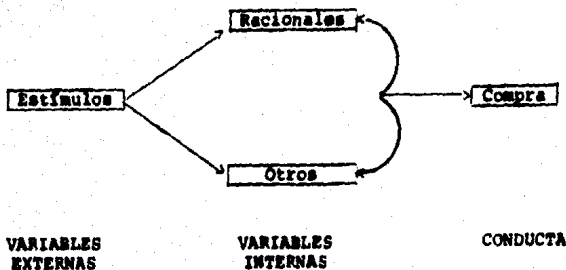 Racionales
Estímulos
Compra
Otros
VARIABLES
EXTERNAS
VARIABLES
INTERNAS
CONDUCTA